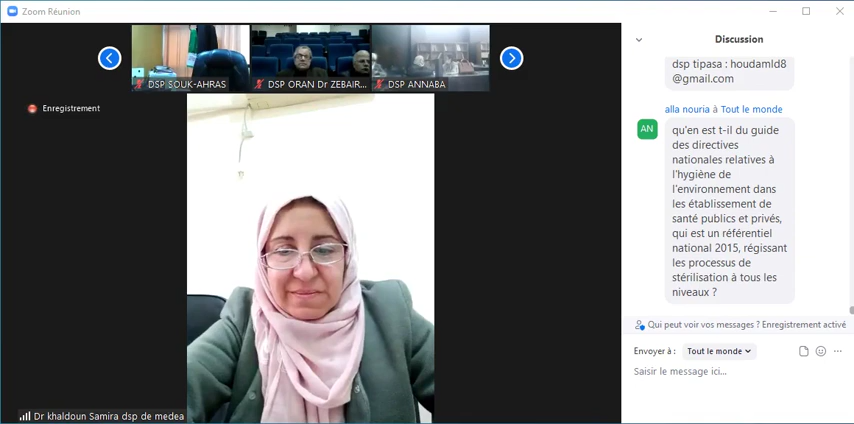 Zoom Réunion
DSP SOUK-AHRAS
DSP ORAN Dr ZEBAIR...
DSP ANNABA
Enregistrement
Dr khaldoun Samira dsp de medea
Discussion
dsp tipasa : houdamld8
@gmail.com
alla nouria à Tout le monde
AN
qu'en est t-il du guide
des directives
nationales relatives à
l'hygiène de
l'environnement dans
les établissement de
santé publics et privés,
qui est un référentiel
national 2015, régissant
les processus de
stérilisation à tous les
niveaux ?
Qui peut voir vos messages ? Enregistrement activé
Envoyer à : Tout le monde
Saisir le message ici...